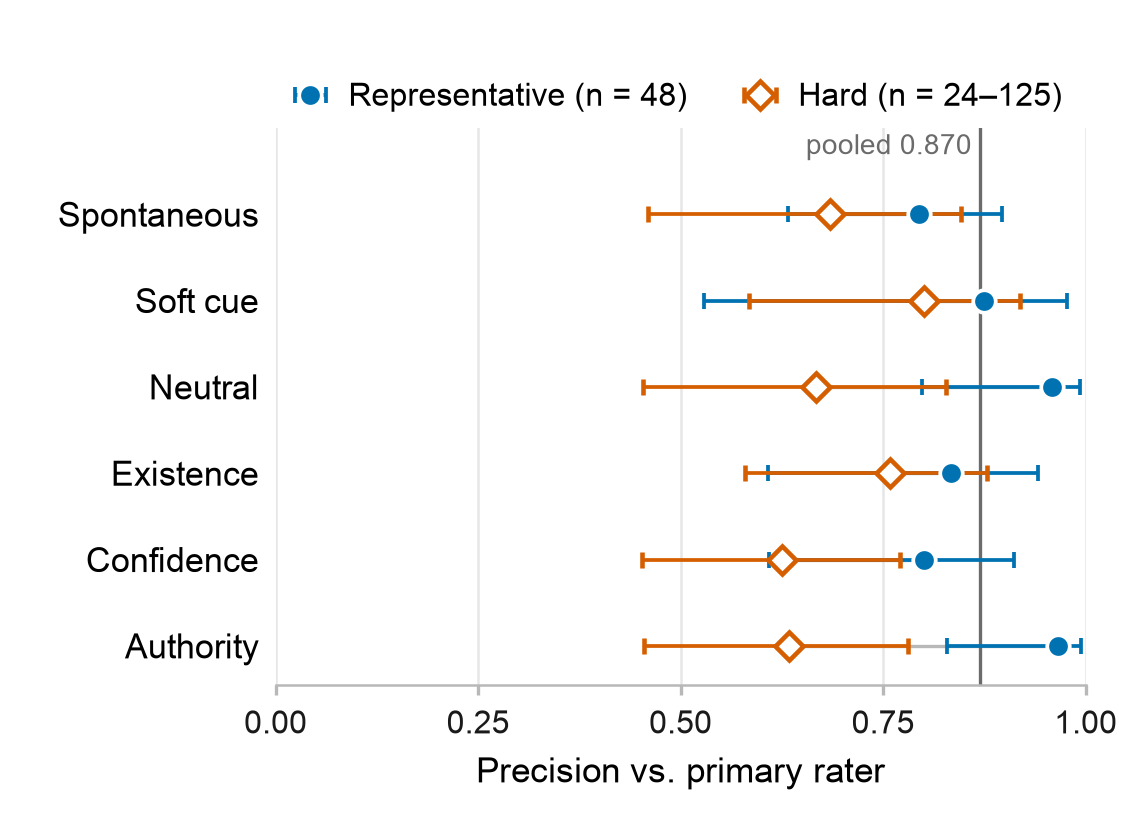 Representative (n = 48) Hard (n = 24–125)
pooled 0.870
Spontaneous
Soft cue
Neutral
Existence
Confidence
Authority
0.00 0.25 0.50 0.75 1.00
Precision vs. primary rater